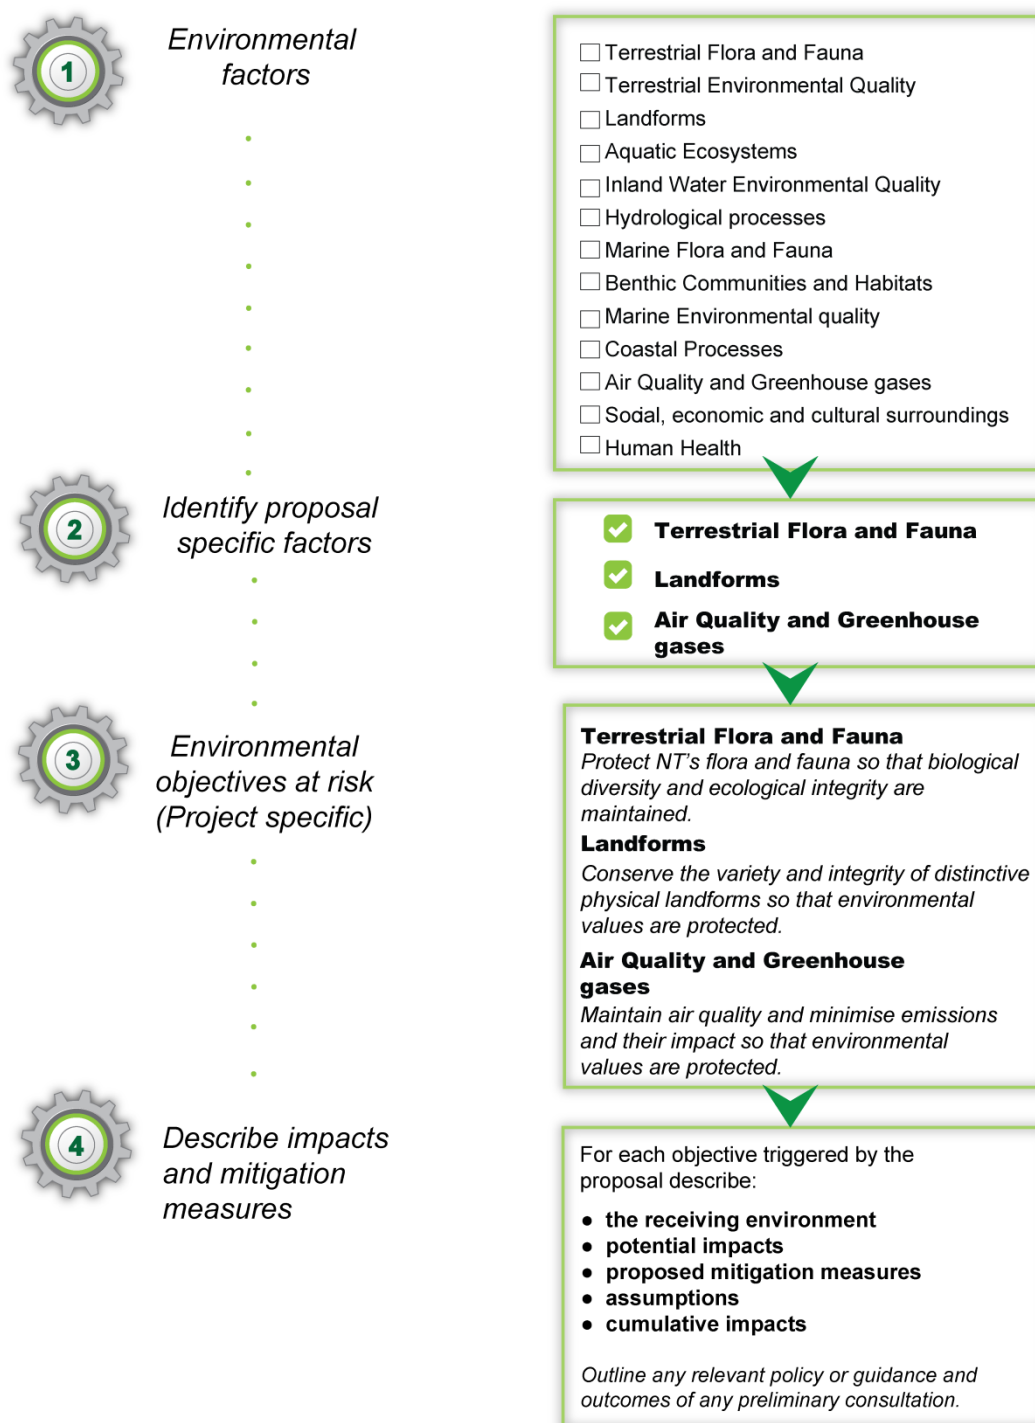 1
Environmental
factors
Terrestrial Flora and Fauna
Terrestrial Environmental Quality
Landforms
Aquatic Ecosystems
Inland Water Environmental Quality
Hydrological processes
Marine Flora and Fauna
Benthic Communities and Habitats
Marine Environmental quality
Coastal Processes
Air Quality and Greenhouse gases
Social, economic and cultural surroundings
Human Health
2
Identify proposal
specific factors
Terrestrial Flora and Fauna
Landforms
Air Quality and Greenhouse
gases
3
Environmental
objectives at risk
(Project specific)
Terrestrial Flora and Fauna
Protect NT's flora and fauna so that biological
diversity and ecological integrity are
maintained.
Landforms
Conserve the variety and integrity of distinctive
physical landforms so that environmental
values are protected.
Air Quality and Greenhouse
gases
Maintain air quality and minimise emissions
and their impact so that environmental
values are protected.
4
Describe impacts
and mitigation
measures
For each objective triggered by the
proposal describe:
● the receiving environment
● potential impacts
● proposed mitigation measures
● assumptions
● cumulative impacts
Outline any relevant policy or guidance and
outcomes of any preliminary consultation.